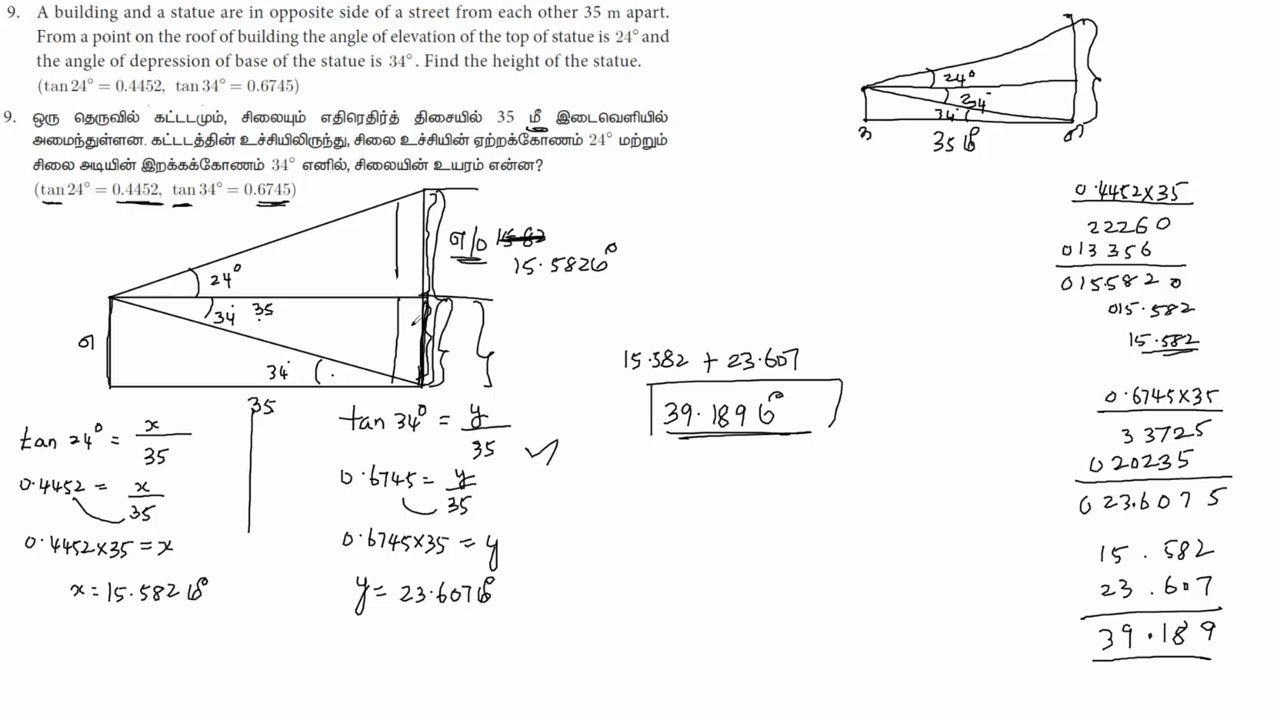 9. A building and a statue are in opposite side of a street from each other 35 m apart.
From a point on the roof of building the angle of elevation of the top of statue is 24° and
the angle of depression of base of the statue is 34°. Find the height of the statue.
(tan 24° = 0.4452, tan 34° = 0.6745)
9. ஒரு தெருவில் கட்டடமும், சிலையும் எதிரெதிர்த் திசையில் 35 மீ இடைவெளியில்
அமைந்துள்ளன. கட்டடத்தின் உச்சியிலிருந்து, சிலை உச்சியின் ஏற்றக்கோணம் 24° மற்றும்
சிலை அடியின் இறக்கக்கோணம் 34° எனில், சிலையின் உயரம் என்ன?
(tan 24° = 0.4452, tan 34° = 0.6745)
24°
34°
34°
35 மீ
24°
34°
35
34°
35
15.582 மீ
tan 24° = x/35
0.4452 = x/35
0.4452×35 = x
x = 15.582 மீ
tan 34° = y/35
0.6745 = y/35
0.6745×35 = y
y = 23.607 மீ
15.582 + 23.607
39.189 மீ
0.4452×35
22260
013356
0155820
015.582
15.582
0.6745×35
33725
020235
023.6075
15.582
23.607
39.189